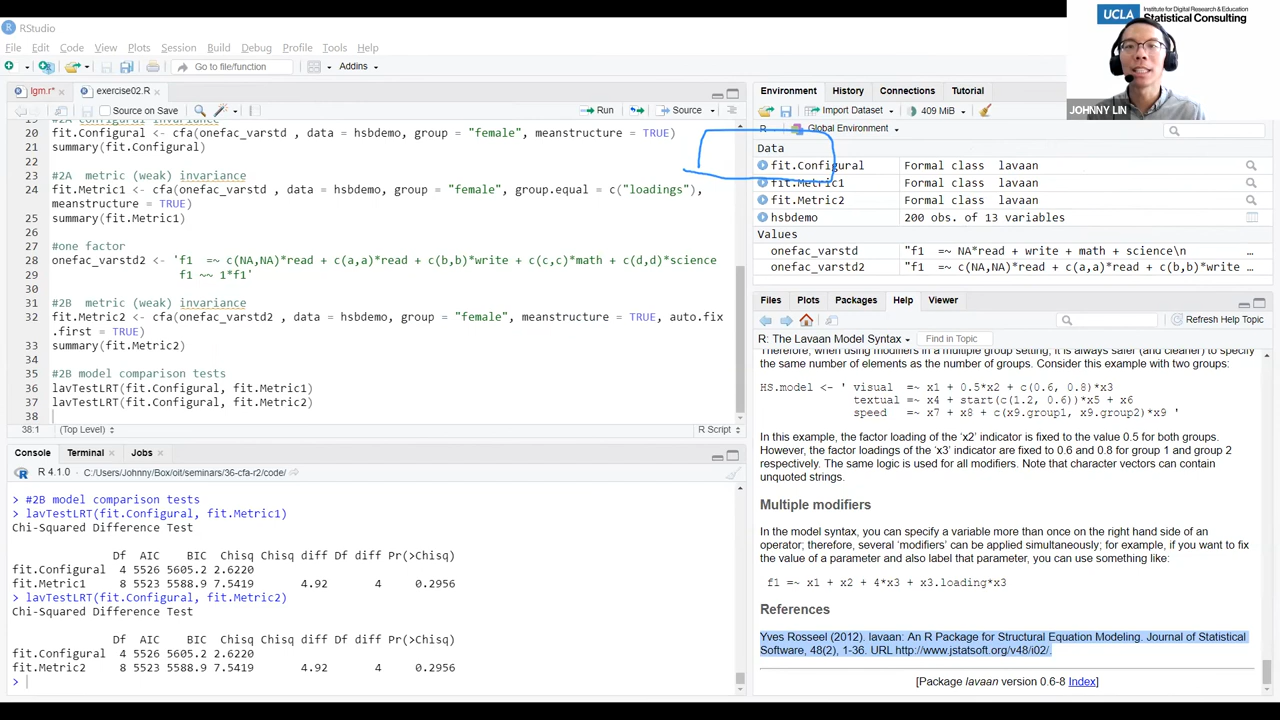 RStudio
UCLA Institute for Digital Research & Education
Statistical Consulting
File Edit Code View Plots Session Build Debug Profile Tools Help
Go to file/function Addins
JOHNNY LIN
lgm.r* exercise02.R
Source on Save Run Source
20 fit.Configural <- cfa(onefac_varstd , data = hsbdemo, group = "female", meanstructure = TRUE)
21 summary(fit.Configural)
22
23 #2A metric (weak) invariance
24 fit.Metric1 <- cfa(onefac_varstd , data = hsbdemo, group = "female", group.equal = c("loadings"),
meanstructure = TRUE)
25 summary(fit.Metric1)
26
27 #one factor
28 onefac_varstd2 <- 'f1 =~ c(NA,NA)*read + c(a,a)*read + c(b,b)*write + c(c,c)*math + c(d,d)*science
29 f1 ~~ 1*f1'
30
31 #2B metric (weak) invariance
32 fit.Metric2 <- cfa(onefac_varstd2 , data = hsbdemo, group = "female", meanstructure = TRUE, auto.fix
.first = TRUE)
33 summary(fit.Metric2)
34
35 #2B model comparison tests
36 lavTestLRT(fit.Configural, fit.Metric1)
37 lavTestLRT(fit.Configural, fit.Metric2)
38
38:1 (Top Level) R Script
Console Terminal Jobs
R 4.1.0 . C:/Users/Johnny/Box/oit/seminars/36-cfa-r2/code/
> #2B model comparison tests
> lavTestLRT(fit.Configural, fit.Metric1)
Chi-Squared Difference Test
Df AIC BIC Chisq Chisq diff Df diff Pr(>Chisq)
fit.Configural 4 5526 5605.2 2.6220
fit.Metric1 8 5523 5588.9 7.5419 4.92 4 0.2956
> lavTestLRT(fit.Configural, fit.Metric2)
Chi-Squared Difference Test
Df AIC BIC Chisq Chisq diff Df diff Pr(>Chisq)
fit.Configural 4 5526 5605.2 2.6220
fit.Metric2 8 5523 5588.9 7.5419 4.92 4 0.2956
>
Environment History Connections Tutorial
Import Dataset 409 MiB
R Global Environment
Data
fit.Configural Formal class lavaan
fit.Metric1 Formal class lavaan
fit.Metric2 Formal class lavaan
hsbdemo 200 obs. of 13 variables
Values
onefac_varstd "f1 =~ NA*read + write + math + science\n …
onefac_varstd2 "f1 =~ c(NA,NA)*read + c(a,a)*read + c(b,b)*write …
Files Plots Packages Help Viewer
Refresh Help Topic
R: The Lavaan Model Syntax Find in Topic
Therefore, when using modifiers in a multiple group setting, it is always safer (and cleaner) to specify
the same number of elements as the number of groups. Consider this example with two groups:
HS.model <- ' visual =~ x1 + 0.5*x2 + c(0.6, 0.8)*x3
textual =~ x4 + start(c(1.2, 0.6))*x5 + x6
speed =~ x7 + x8 + c(x9.group1, x9.group2)*x9 '
In this example, the factor loading of the ‘x2’ indicator is fixed to the value 0.5 for both groups.
However, the factor loadings of the ‘x3’ indicator are fixed to 0.6 and 0.8 for group 1 and group 2
respectively. The same logic is used for all modifiers. Note that character vectors can contain
unquoted strings.
Multiple modifiers
In the model syntax, you can specify a variable more than once on the right hand side of an
operator; therefore, several ‘modifiers’ can be applied simultaneously; for example, if you want to fix
the value of a parameter and also label that parameter, you can use something like:
f1 =~ x1 + x2 + 4*x3 + x3.loading*x3
References
Yves Rosseel (2012). lavaan: An R Package for Structural Equation Modeling. Journal of Statistical
Software, 48(2), 1-36. URL http://www.jstatsoft.org/v48/i02/.
[Package lavaan version 0.6-8 Index]